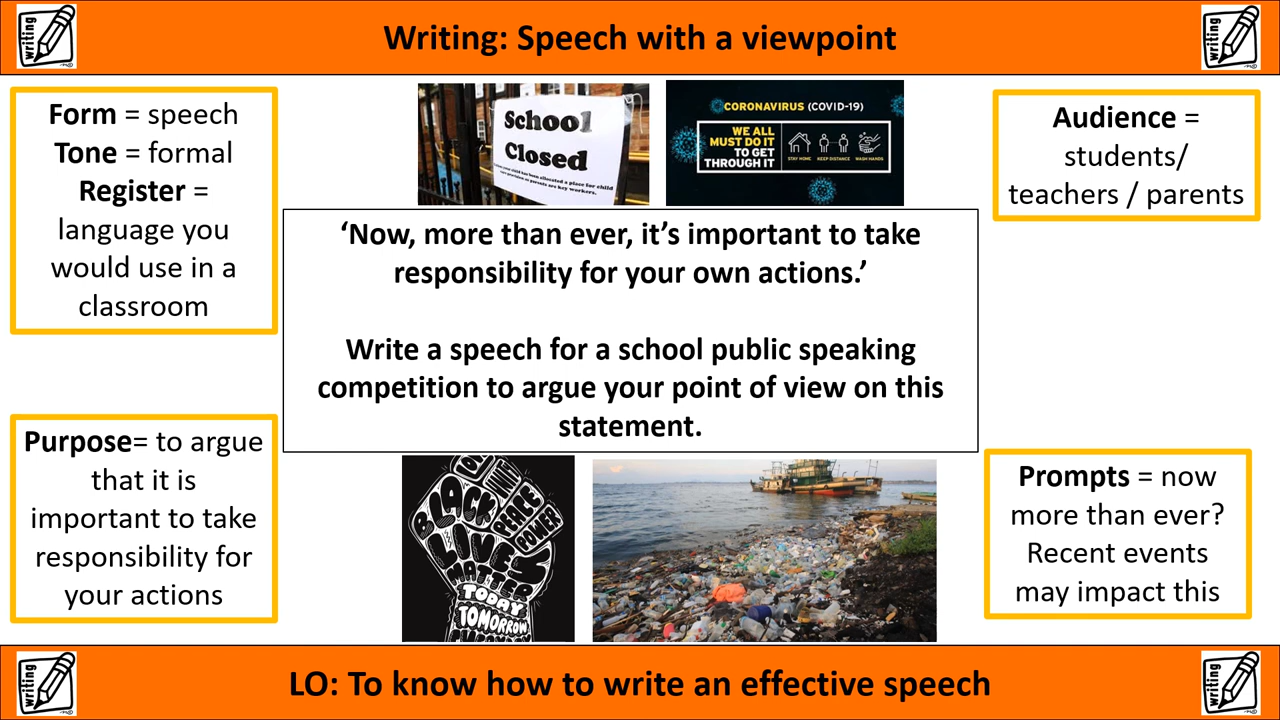 Writing: Speech with a viewpoint
writing
writing
Form = speech
Tone = formal
Register =
language you
would use in a
classroom
School
Closed
CORONAVIRUS (COVID-19)
WE ALL
MUST DO IT
TO GET
THROUGH IT
STAY HOME
KEEP DISTANCE
WASH HANDS
Audience =
students/
teachers / parents
‘Now, more than ever, it’s important to take
responsibility for your own actions.’
Write a speech for a school public speaking
competition to argue your point of view on this
statement.
Purpose= to argue
that it is
important to take
responsibility for
your actions
BLACK
LIVES
MATTER
PEACE
POWER
TODAY
TOMORROW
Prompts = now
more than ever?
Recent events
may impact this
LO: To know how to write an effective speech
writing
writing